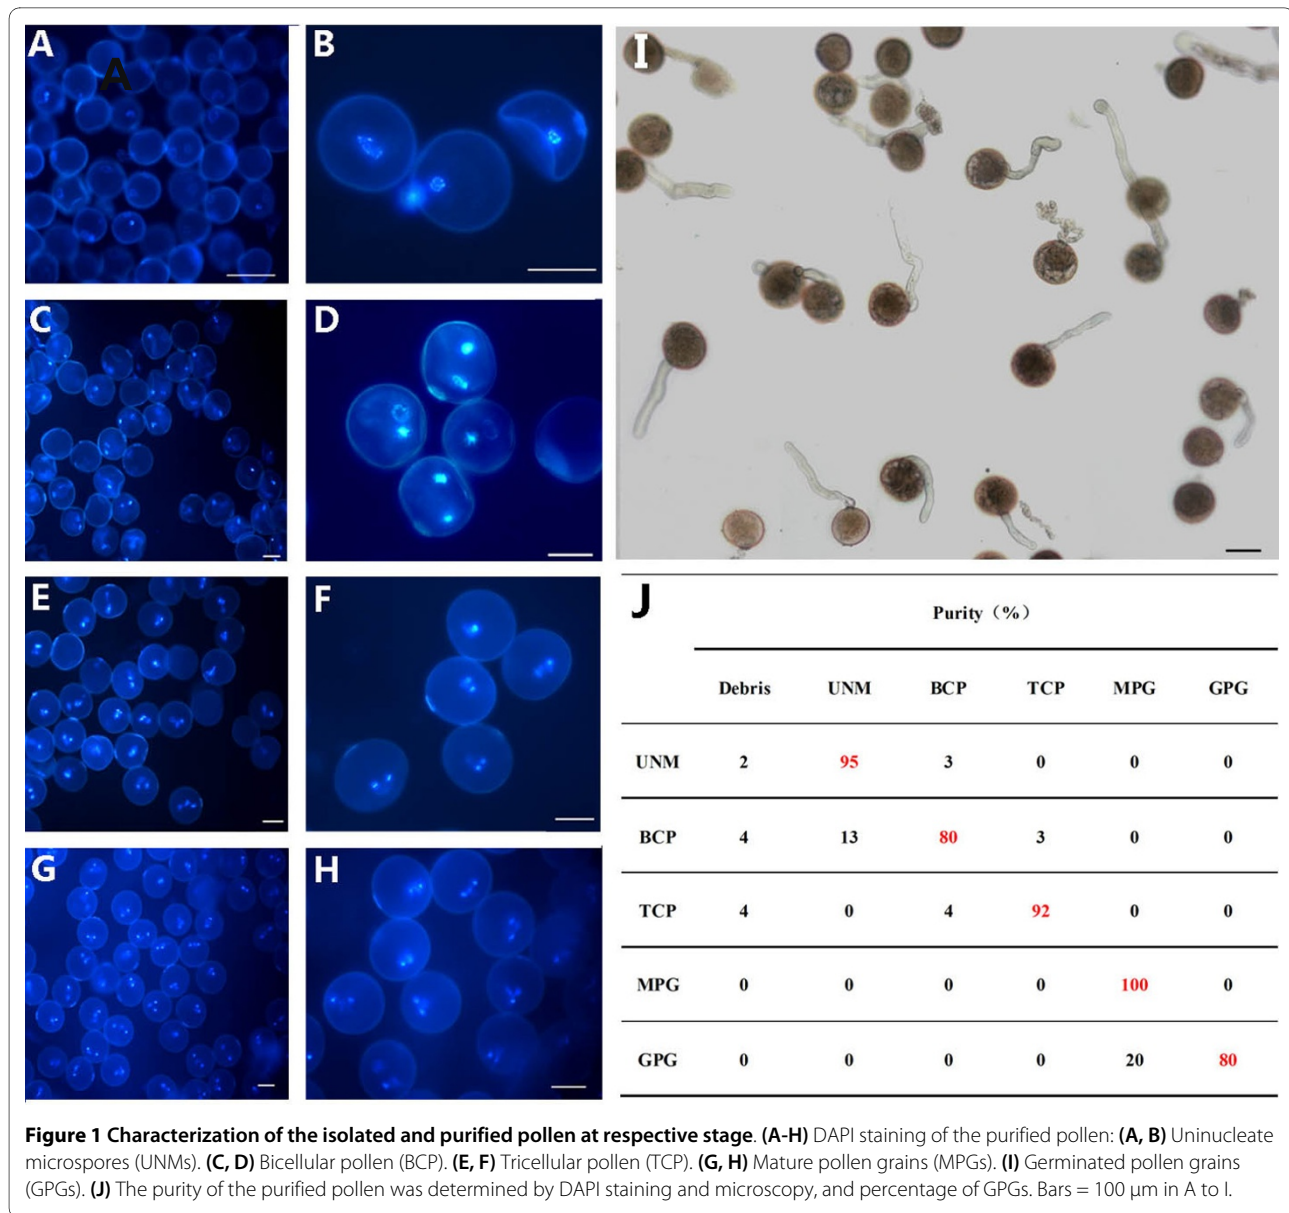 A
A
B
I
C
D
E
F
J
Purity（%）
Debris UNM BCP TCP MPG GPG
UNM 2 95 3 0 0 0
BCP 4 13 80 3 0 0
TCP 4 0 4 92 0 0
MPG 0 0 0 0 100 0
GPG 0 0 0 0 20 80
G
H
Figure 1 Characterization of the isolated and purified pollen at respective stage. (A-H) DAPI staining of the purified pollen: (A, B) Uninucleate
microspores (UNMs). (C, D) Bicellular pollen (BCP). (E, F) Tricellular pollen (TCP). (G, H) Mature pollen grains (MPGs). (I) Germinated pollen grains
(GPGs). (J) The purity of the purified pollen was determined by DAPI staining and microscopy, and percentage of GPGs. Bars = 100 μm in A to I.